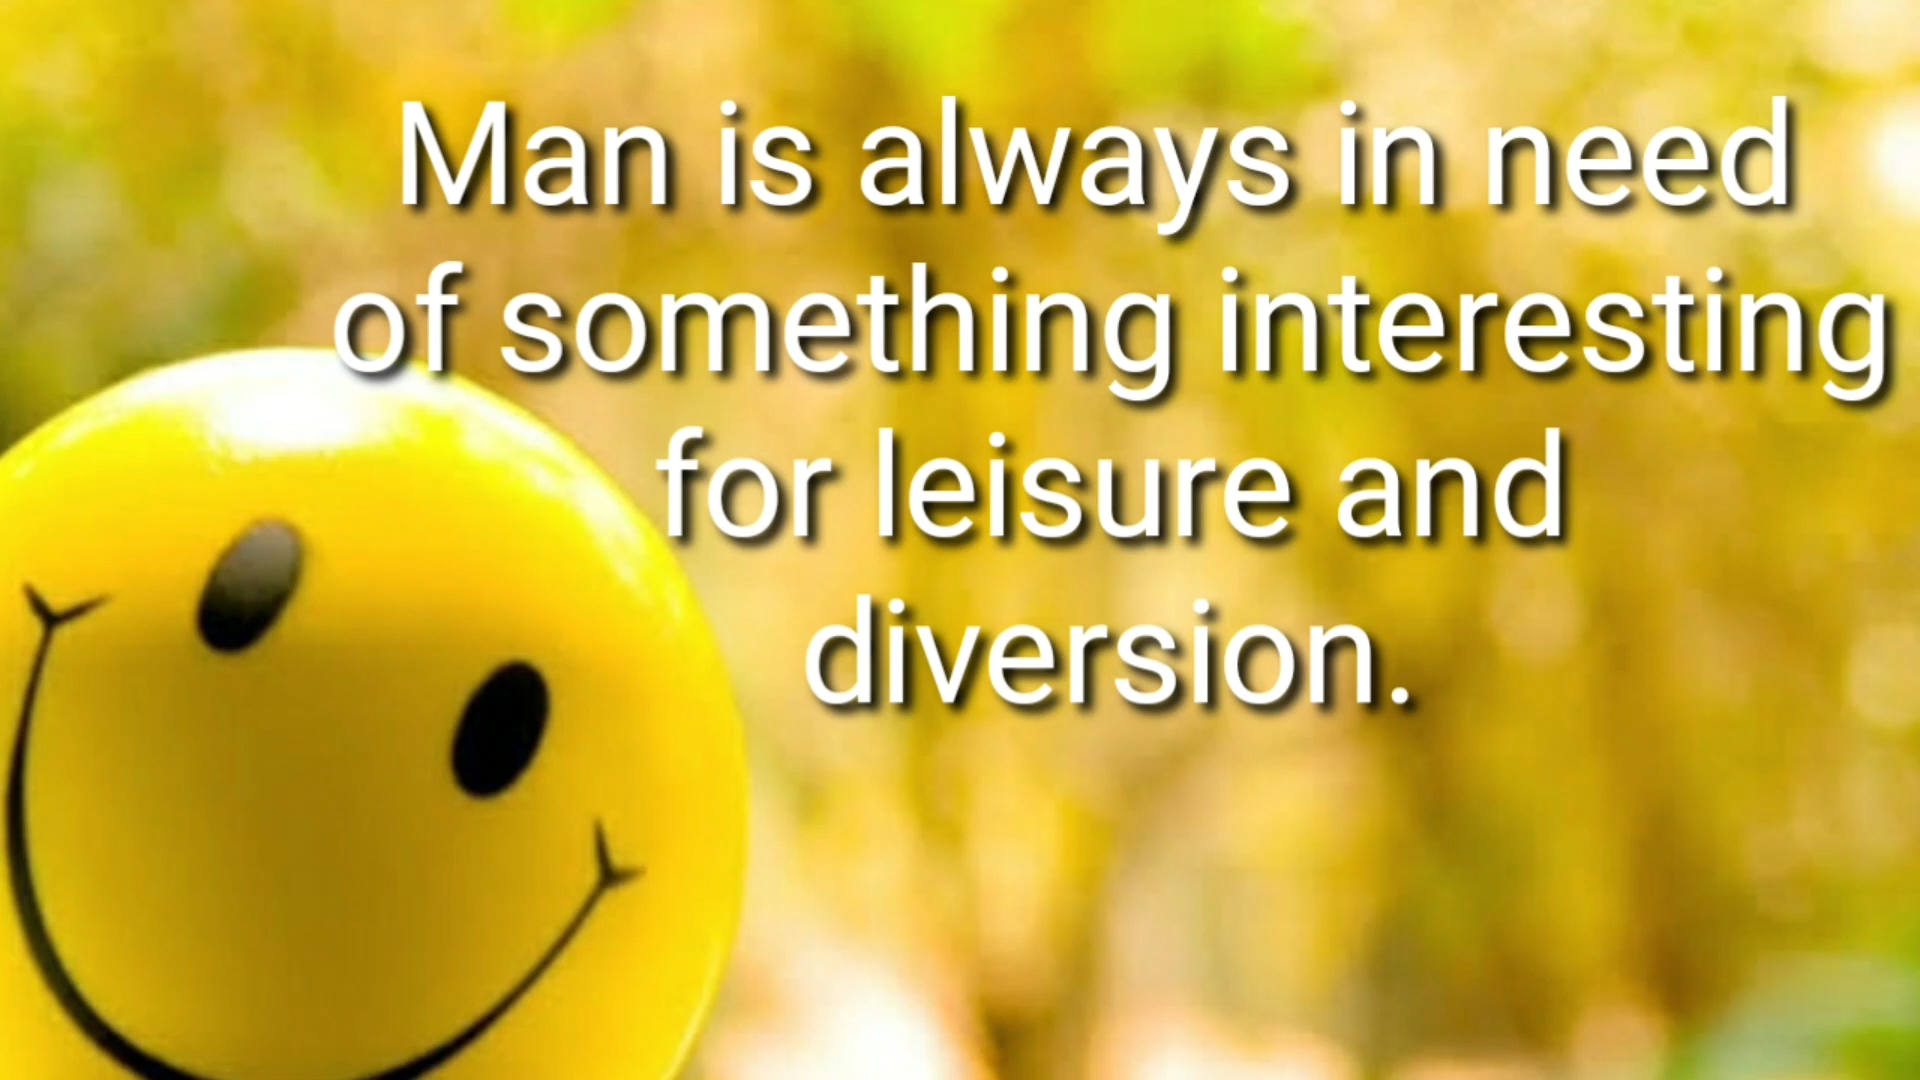 Man is always in need
of something interesting
for leisure and
diversion.